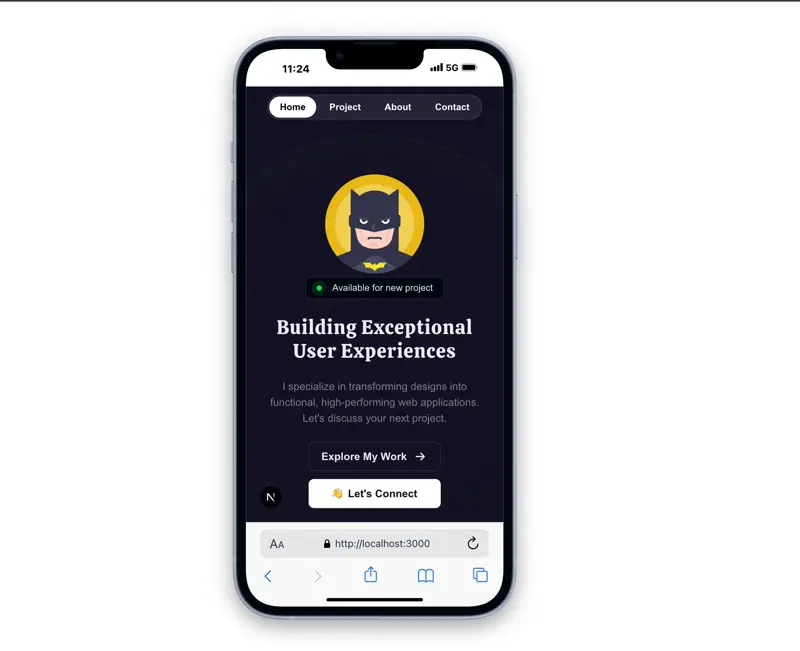 11:24
5G
Home Project About Contact
Available for new project
Building Exceptional
User Experiences
I specialize in transforming designs into
functional, high-performing web applications.
Let's discuss your next project.
Explore My Work →
👋 Let's Connect
N
AA http://localhost:3000